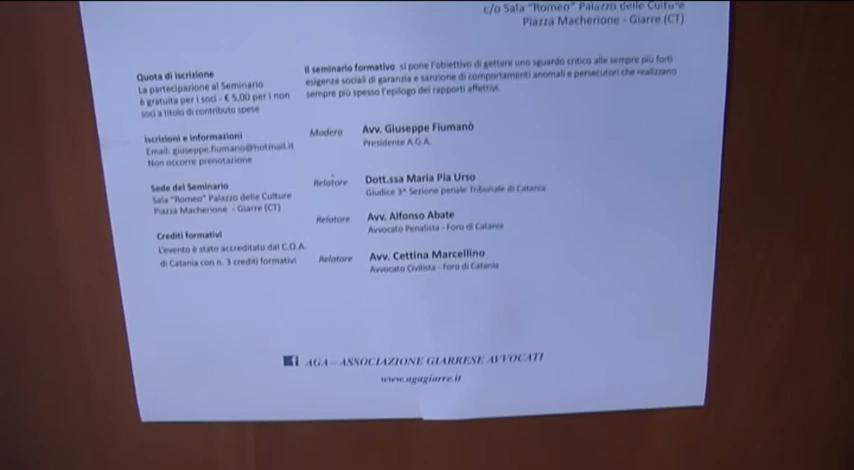 c/o Sala "Romeo" Palazzo delle Culture
Piazza Macherione - Giarre (CT)
Quota di iscrizione
La partecipazione al Seminario
è gratuita per i soci - € 5,00 per i non
soci a titolo di contributo spese
Il seminario formativo si pone l'obiettivo di gettare uno sguardo critico alle sempre più forti
esigenze sociali di garanzia e sanzione di comportamenti anomali e persecutori che realizzano
sempre più spesso l'epilogo dei rapporti affettivi.
Iscrizioni e informazioni
Email: giuseppe.fiumano@hotmail.it
Non occorre prenotazione
Sede del Seminario
Sala "Romeo" Palazzo delle Culture
Piazza Macherione - Giarre (CT)
Crediti formativi
L'evento è stato accreditato dal C.O.A.
di Catania con n. 3 crediti formativi
Modera Avv. Giuseppe Fiumanò
Presidente A.G.A.
Relatore Dott.ssa Maria Pia Urso
Giudice 3ª Sezione penale Tribunale di Catania
Relatore Avv. Alfonso Abate
Avvocato Penalista - Foro di Catania
Relatore Avv. Cettina Marcellino
Avvocato Civilista - Foro di Catania
AGA - ASSOCIAZIONE GIARRESE AVVOCATI
www.agagiarre.it